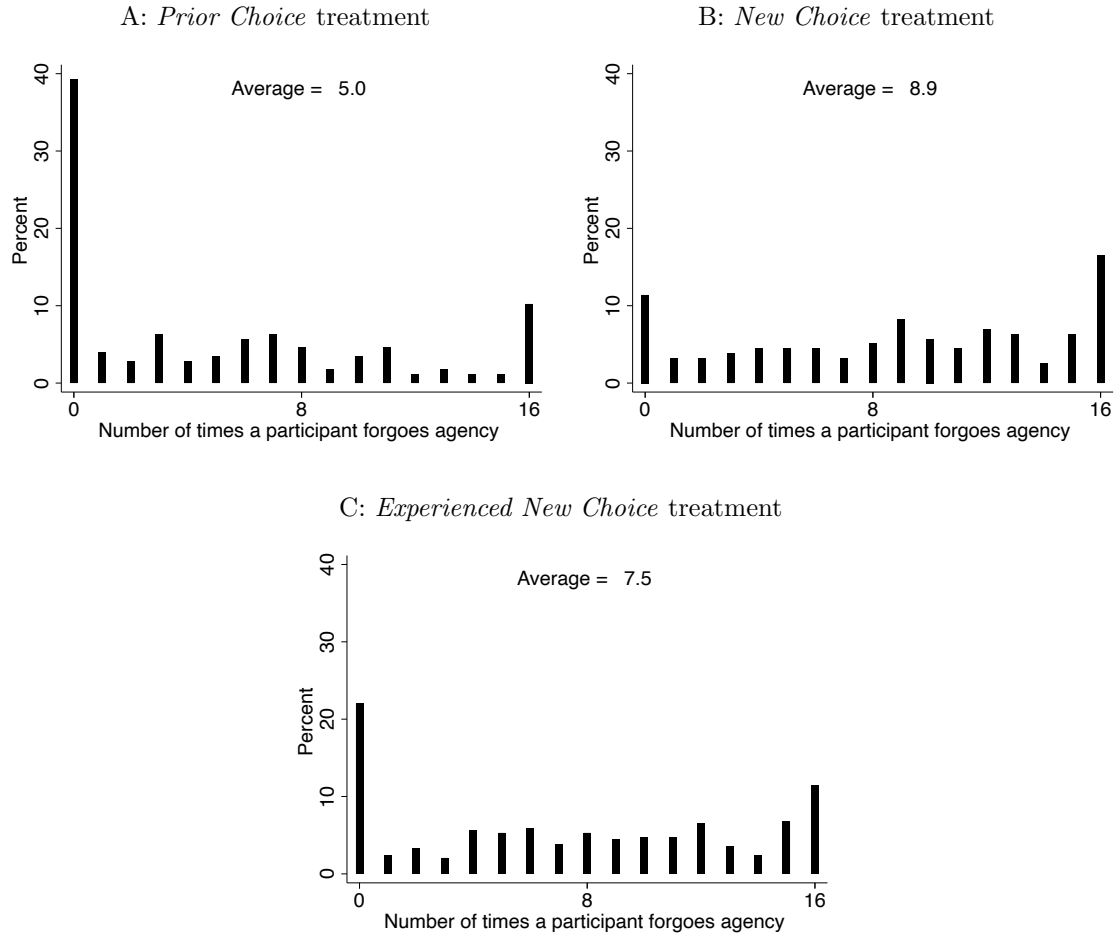 A: Prior Choice treatment
Average = 5.0
Percent
40
30
20
10
0
0 8 16
Number of times a participant forgoes agency
B: New Choice treatment
Average = 8.9
Percent
40
30
20
10
0
0 8 16
Number of times a participant forgoes agency
C: Experienced New Choice treatment
Average = 7.5
Percent
40
30
20
10
0
0 8 16
Number of times a participant forgoes agency